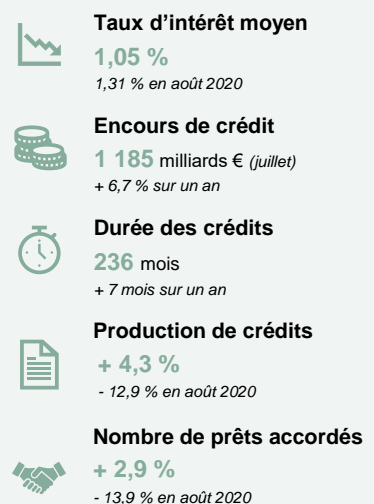 Taux d'intérêt moyen
1,05 %
1,31 % en août 2020
Encours de crédit
1 185 milliards € (juillet)
+ 6,7 % sur un an
Durée des crédits
236 mois
+ 7 mois sur un an
Production de crédits
+ 4,3 %
- 12,9 % en août 2020
Nombre de prêts accordés
+ 2,9 %
- 13,9 % en août 2020